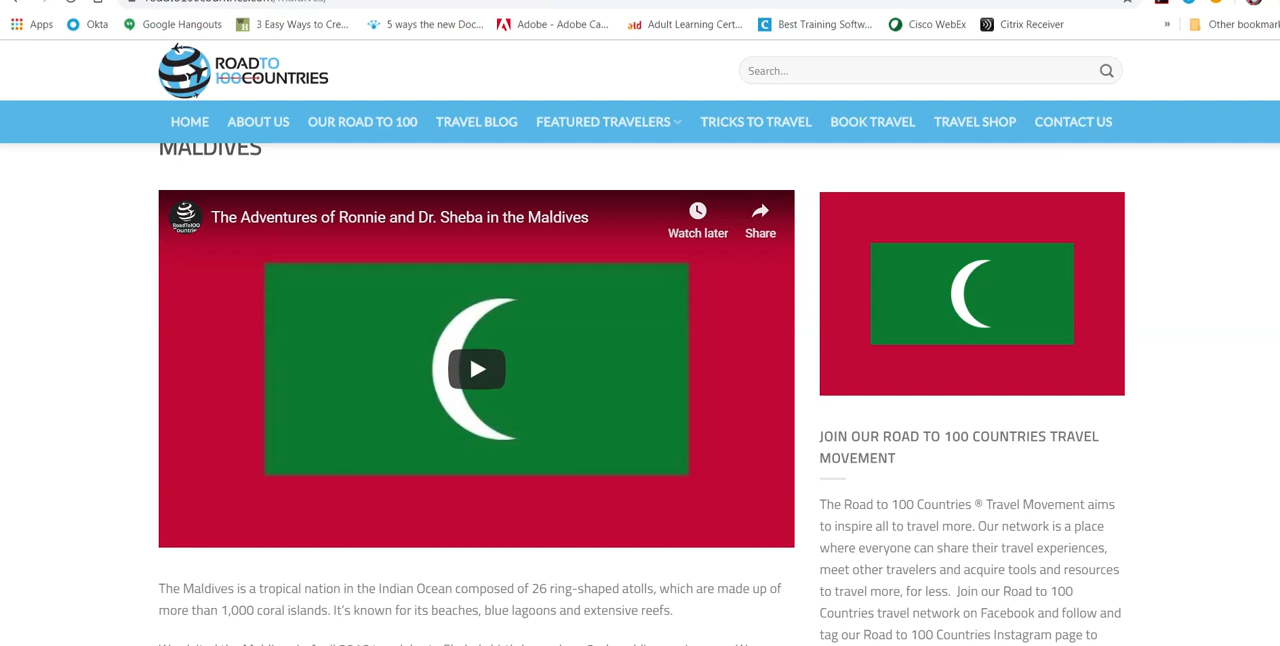 Apps Okta Google Hangouts 3 Easy Ways to Cre... 5 ways the new Doc... Adobe - Adobe Ca... Adult Learning Cert... Best Training Softw... Cisco WebEx Citrix Receiver » Other bookmar
ROADTO
100COUNTRIES
Search...
HOME ABOUT US OUR ROAD TO 100 TRAVEL BLOG FEATURED TRAVELERS TRICKS TO TRAVEL BOOK TRAVEL TRAVEL SHOP CONTACT US
MALDIVES
The Adventures of Ronnie and Dr. Sheba in the Maldives
Watch later Share
The Maldives is a tropical nation in the Indian Ocean composed of 26 ring-shaped atolls, which are made up of
more than 1,000 coral islands. It's known for its beaches, blue lagoons and extensive reefs.
JOIN OUR ROAD TO 100 COUNTRIES TRAVEL
MOVEMENT
The Road to 100 Countries ® Travel Movement aims
to inspire all to travel more. Our network is a place
where everyone can share their travel experiences,
meet other travelers and acquire tools and resources
to travel more, for less. Join our Road to 100
Countries travel network on Facebook and follow and
tag our Road to 100 Countries Instagram page to